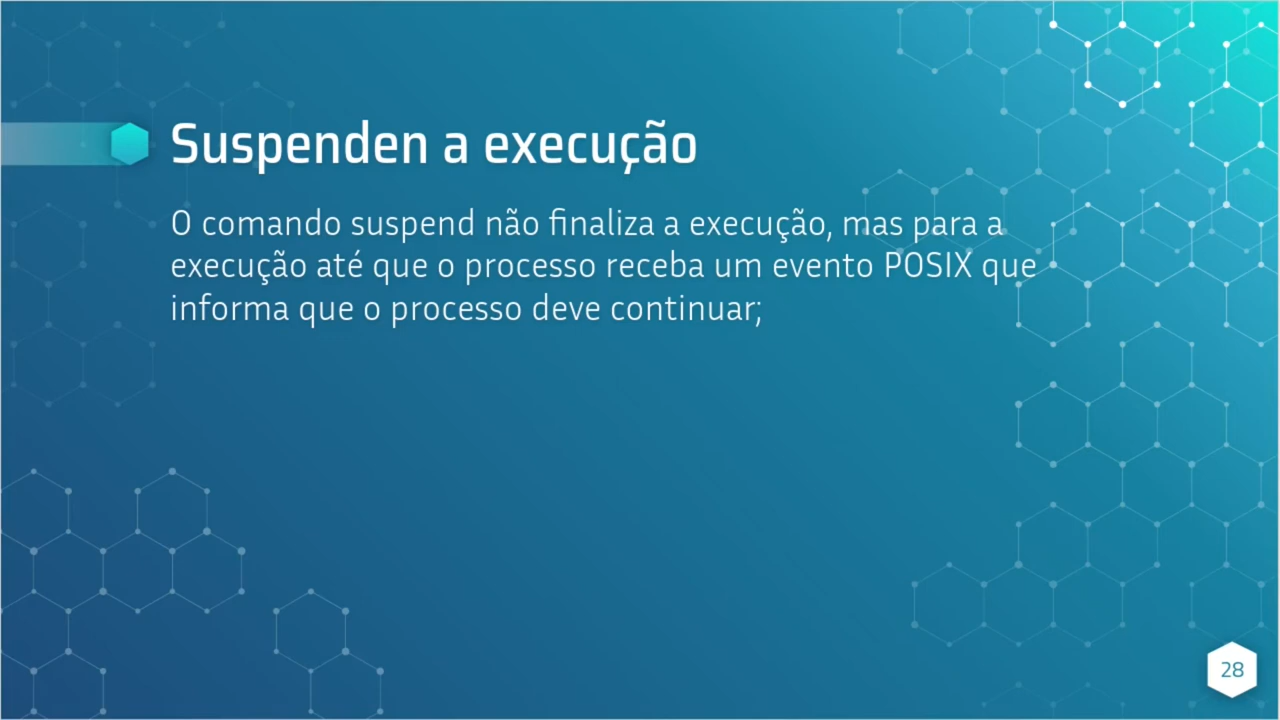 Suspenden a execução
O comando suspend não finaliza a execução, mas para a
execução até que o processo receba um evento POSIX que
informa que o processo deve continuar;
28